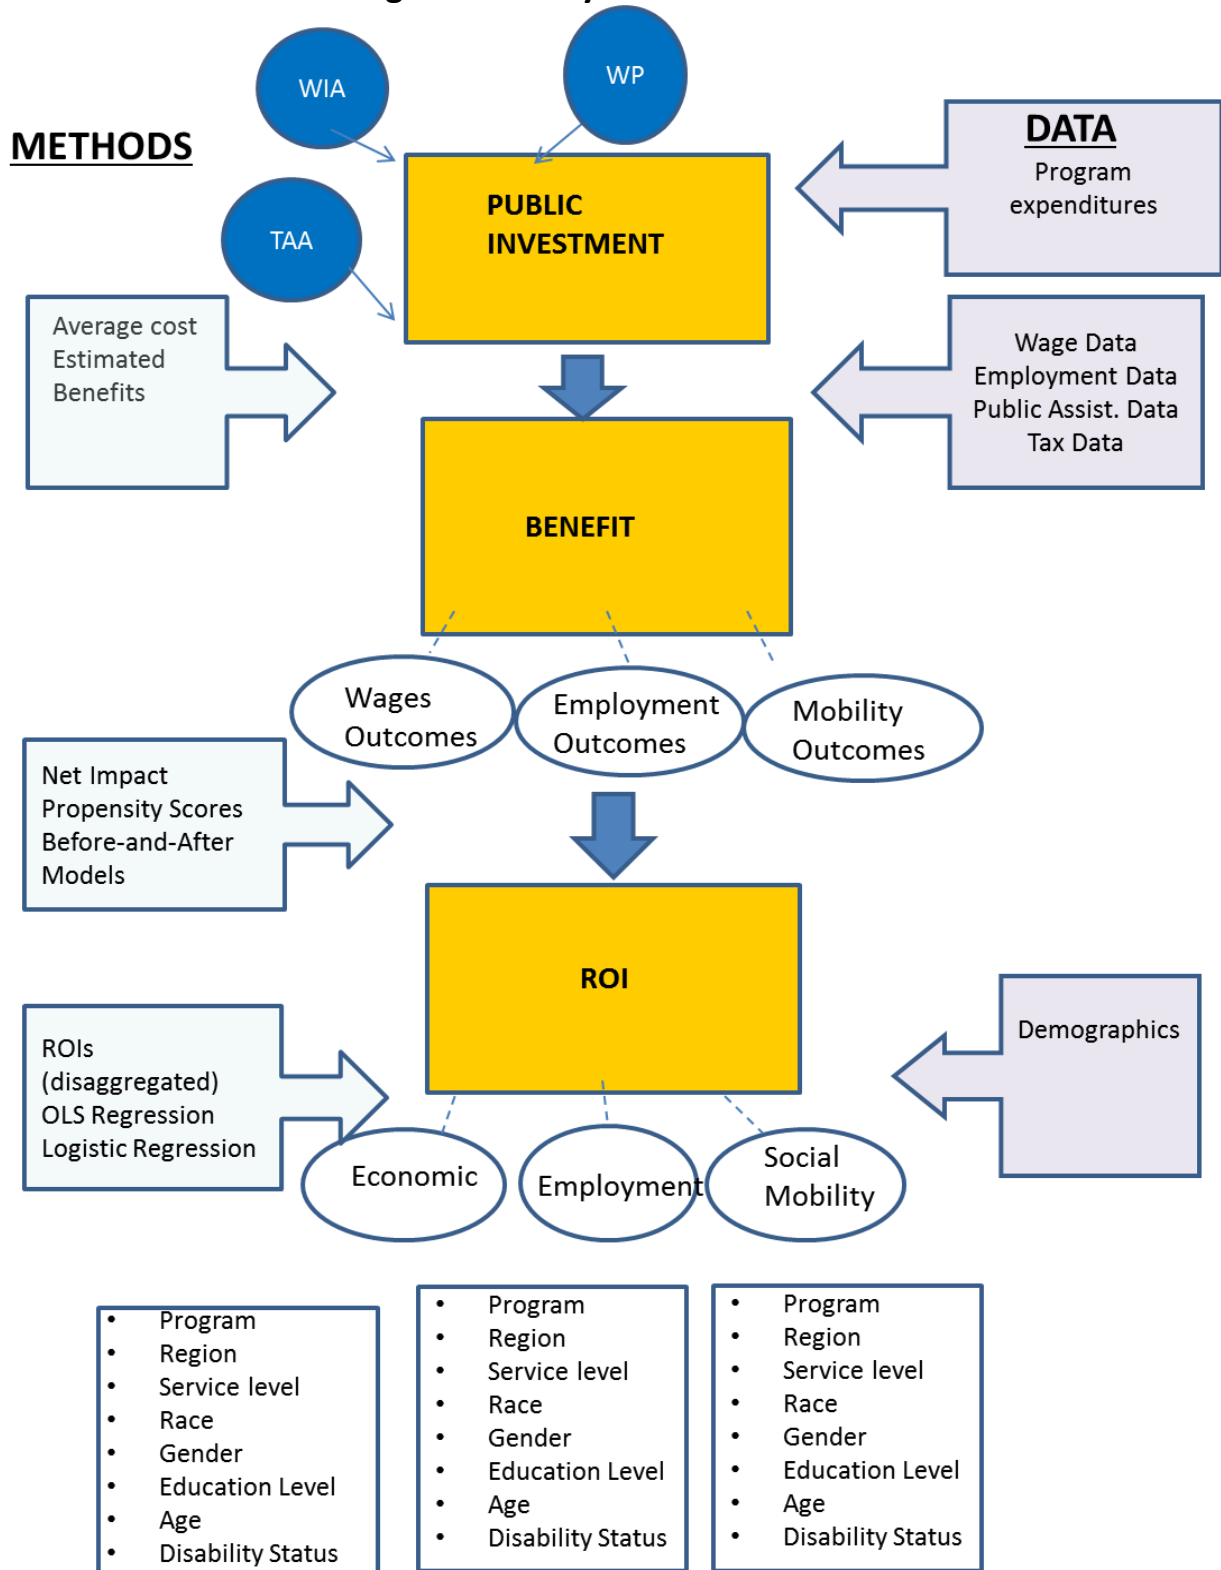 WIA
WP
METHODS
DATA
Program
expenditures
PUBLIC
INVESTMENT
TAA
Average cost
Estimated
Benefits
Wage Data
Employment Data
Public Assist. Data
Tax Data
BENEFIT
Wages
Outcomes
Employment
Outcomes
Mobility
Outcomes
Net Impact
Propensity Scores
Before-and-After
Models
ROI
ROIs
(disaggregated)
OLS Regression
Logistic Regression
Demographics
Economic
Employment
Social
Mobility
• Program
• Region
• Service level
• Race
• Gender
• Education Level
• Age
• Disability Status
• Program
• Region
• Service level
• Race
• Gender
• Education Level
• Age
• Disability Status
• Program
• Region
• Service level
• Race
• Gender
• Education Level
• Age
• Disability Status